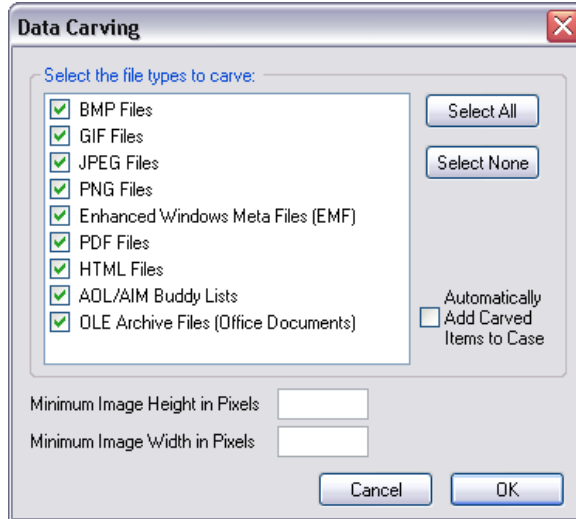 Data Carving
Select the file types to carve:
BMP Files
GIF Files
JPEG Files
PNG Files
Enhanced Windows Meta Files (EMF)
PDF Files
HTML Files
AOL/AIM Buddy Lists
OLE Archive Files (Office Documents)
Select All
Select None
Automatically
Add Carved
Items to Case
Minimum Image Height in Pixels
Minimum Image Width in Pixels
Cancel
OK